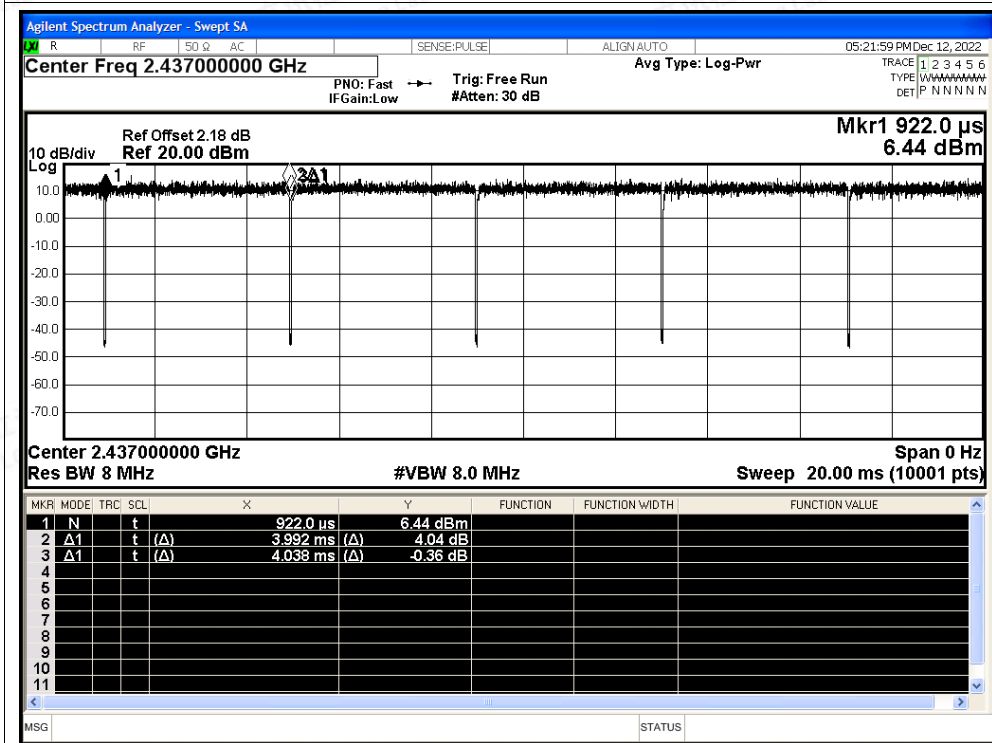 Agilent Spectrum Analyzer - Swept SA
LXI R RF 50 Ω AC SENSE:PULSE ALIGN AUTO 05:21:59 PM Dec 12, 2022
Center Freq 2.437000000 GHz Avg Type: Log-Pwr TRACE 1 2 3 4 5 6
PNO: Fast Trig: Free Run TYPE WWWWWW
IFGain:Low #Atten: 30 dB DET P N N N N N
Mkr1 922.0 µs
6.44 dBm
Ref Offset 2.18 dB
10 dB/div Ref 20.00 dBm
Log
1 2 3Δ1
10.0
0.00
-10.0
-20.0
-30.0
-40.0
-50.0
-60.0
-70.0
Center 2.437000000 GHz Span 0 Hz
Res BW 8 MHz #VBW 8.0 MHz Sweep 20.00 ms (10001 pts)
MKR MODE TRC SCL X Y FUNCTION FUNCTION WIDTH FUNCTION VALUE
1 N t 922.0 µs 6.44 dBm
2 Δ1 t (Δ) 3.992 ms (Δ) 4.04 dB
3 Δ1 t (Δ) 4.038 ms (Δ) -0.36 dB
4
5
6
7
8
9
10
11
MSG STATUS